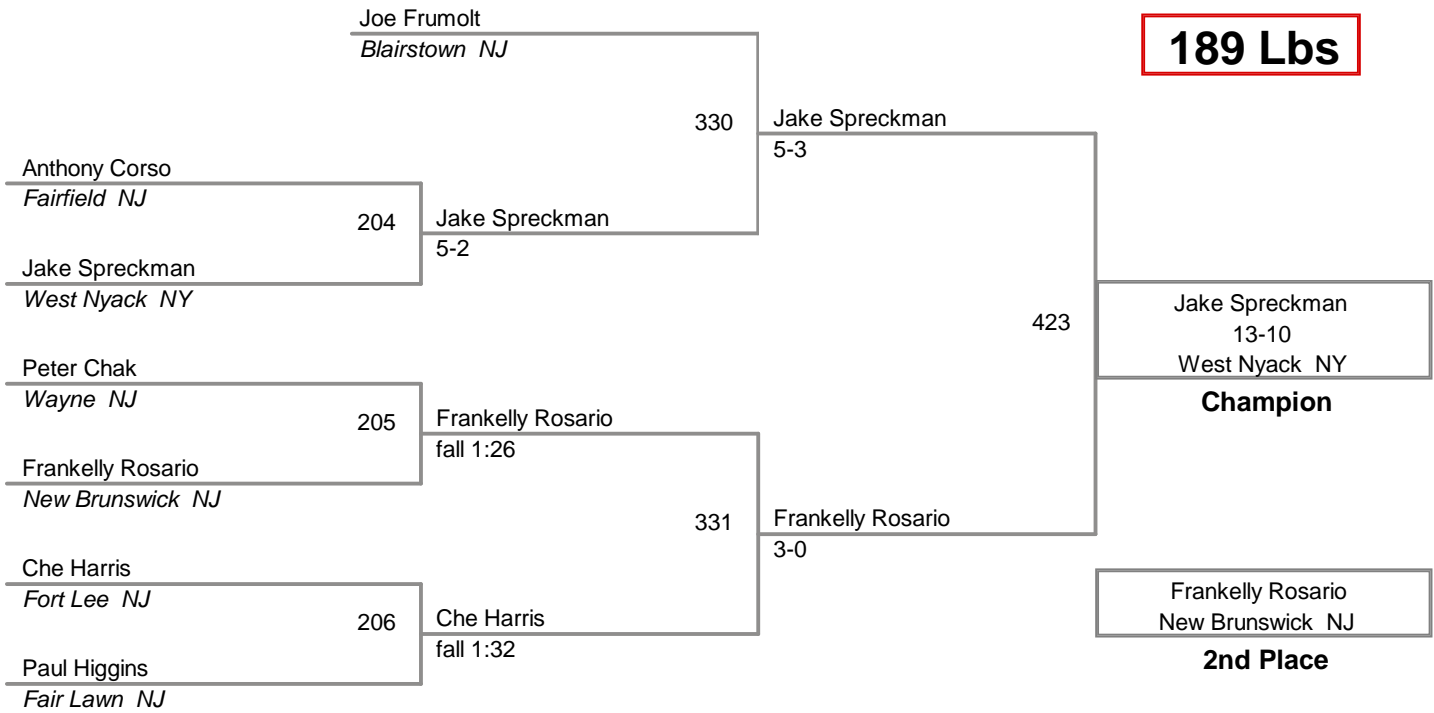 Joe Frumolt
Blairstown NJ
189 Lbs
330
Jake Spreckman
5-3
Anthony Corso
Fairfield NJ
204
Jake Spreckman
5-2
Jake Spreckman
West Nyack NY
423
Jake Spreckman
13-10
West Nyack NY
Champion
Peter Chak
Wayne NJ
205
Frankelly Rosario
fall 1:26
Frankelly Rosario
New Brunswick NJ
331
Frankelly Rosario
3-0
Che Harris
Fort Lee NJ
206
Che Harris
fall 1:32
Paul Higgins
Fair Lawn NJ
Frankelly Rosario
New Brunswick NJ
2nd Place